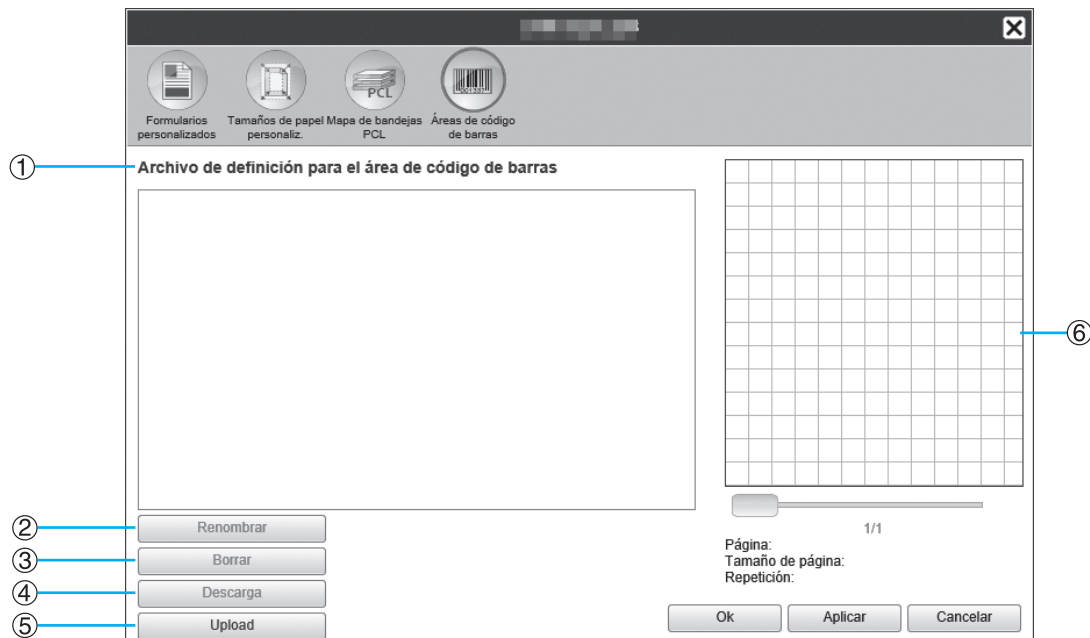 PCL
Formularios
personalizados
Tamaños de papel
personaliz.
Mapa de bandejas
PCL
Áreas de código
de barras
① Archivo de definición para el área de código de barras
⑥
② Renombrar
③ Borrar
④ Descarga
⑤ Upload
1/1
Página:
Tamaño de página:
Repetición:
Ok Aplicar Cancelar